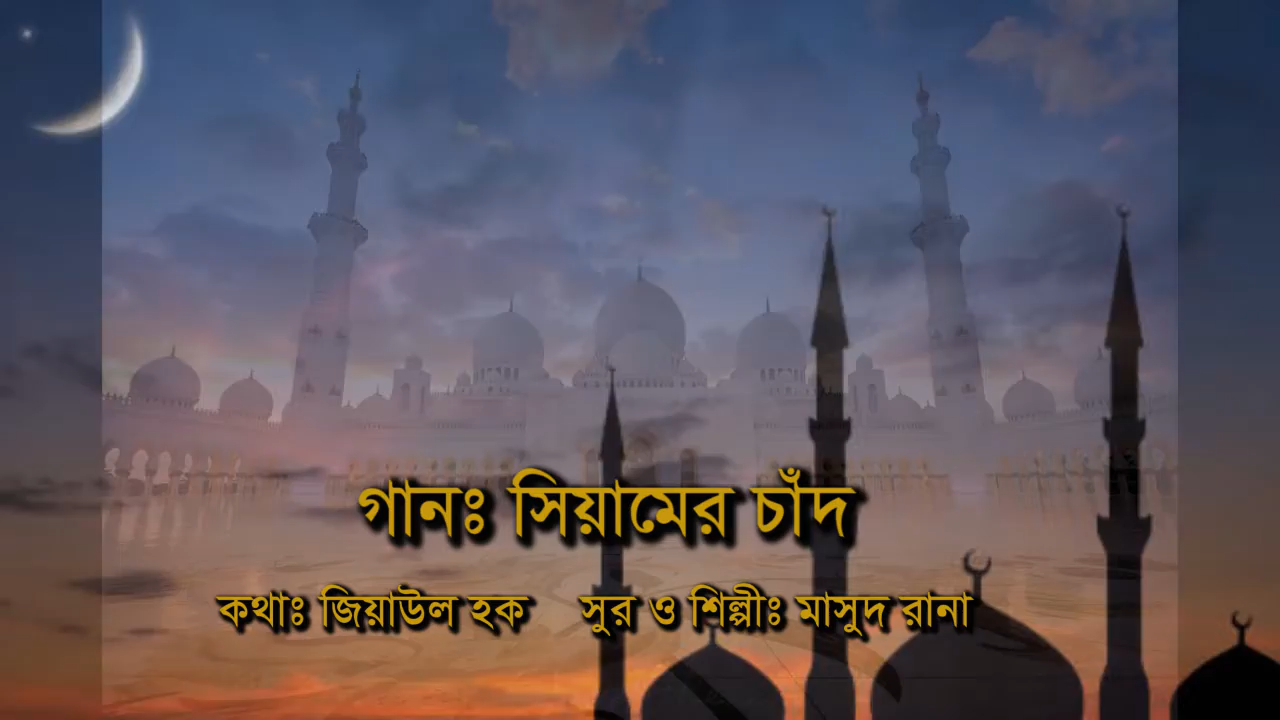 গানঃ সিয়ামের চাঁদ
কথাঃ জিয়াউল হক সুর ও শিল্পীঃ মাসুদ রানা